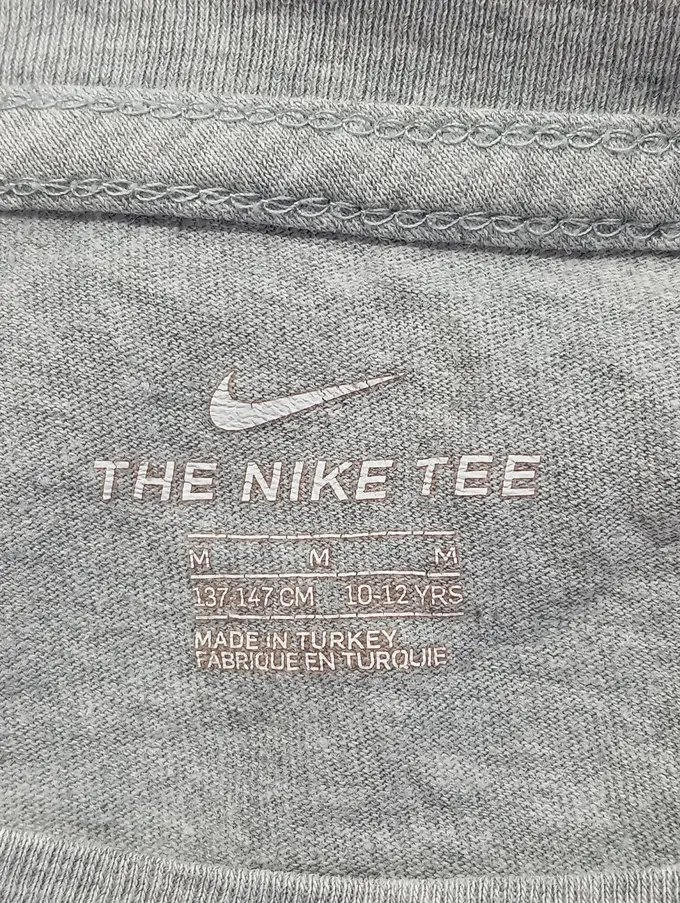 THE NIKE TEE
M M M
137-147 CM 10-12 YRS
MADE IN TURKEY
FABRIQUE EN TURQUIE